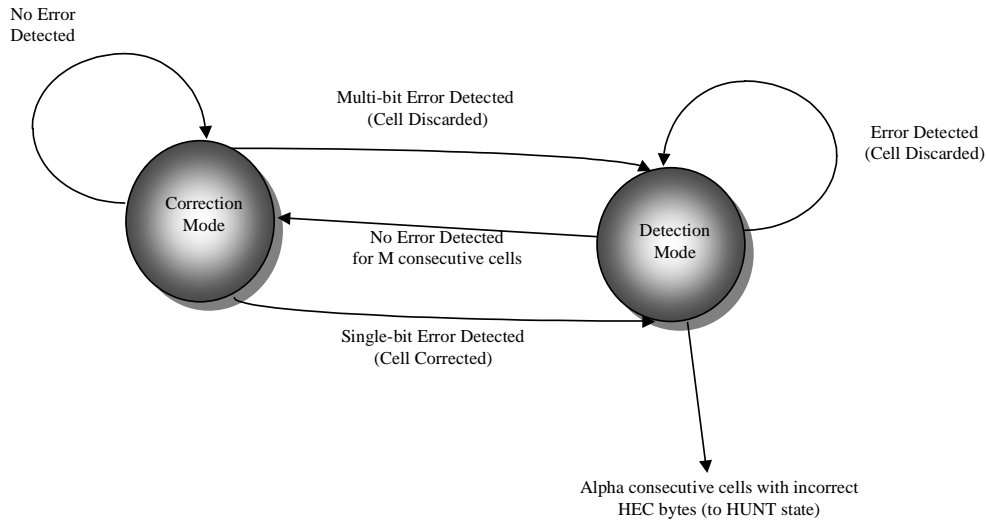 No Error
Detected
Multi-bit Error Detected
(Cell Discarded)
Error Detected
(Cell Discarded)
Correction
Mode
Detection
Mode
No Error Detected
for M consecutive cells
Single-bit Error Detected
(Cell Corrected)
Alpha consecutive cells with incorrect
HEC bytes (to HUNT state)